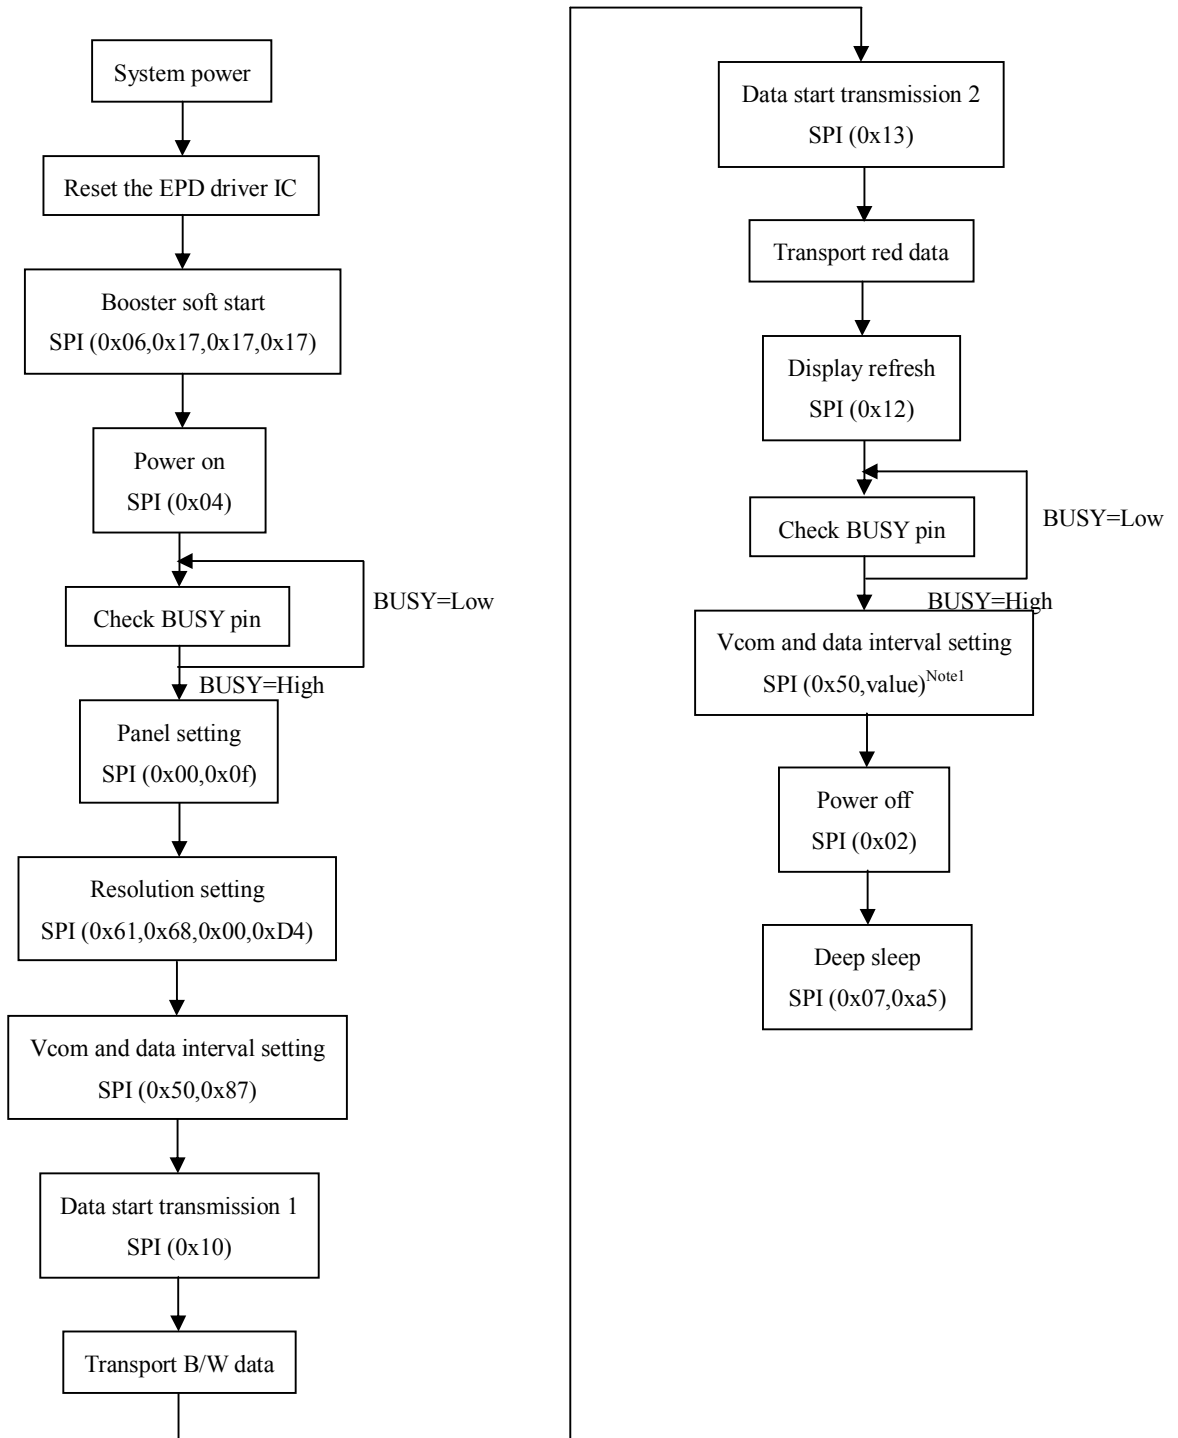 System power
Reset the EPD driver IC
Booster soft start
SPI (0x06,0x17,0x17,0x17)
Power on
SPI (0x04)
Check BUSY pin
BUSY=Low
BUSY=High
Panel setting
SPI (0x00,0x0f)
Resolution setting
SPI (0x61,0x68,0x00,0xD4)
Vcom and data interval setting
SPI (0x50,0x87)
Data start transmission 1
SPI (0x10)
Transport B/W data
Data start transmission 2
SPI (0x13)
Transport red data
Display refresh
SPI (0x12)
Check BUSY pin
BUSY=Low
BUSY=High
Vcom and data interval setting
SPI (0x50,value)Note1
Power off
SPI (0x02)
Deep sleep
SPI (0x07,0xa5)